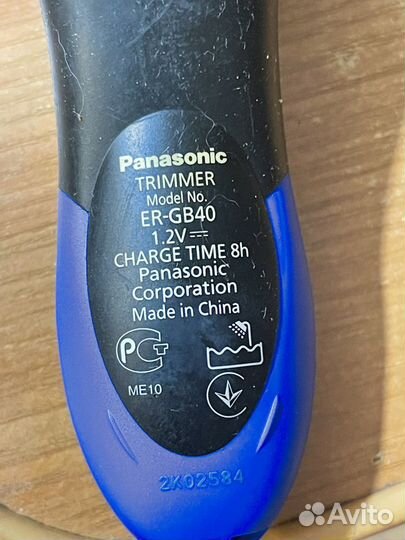 Panasonic
TRIMMER
Model No.
ER-GB40
1.2V ⎓
CHARGE TIME 8h
Panasonic
Corporation
Made in China
РСТ
ME10
2K02584
Avito